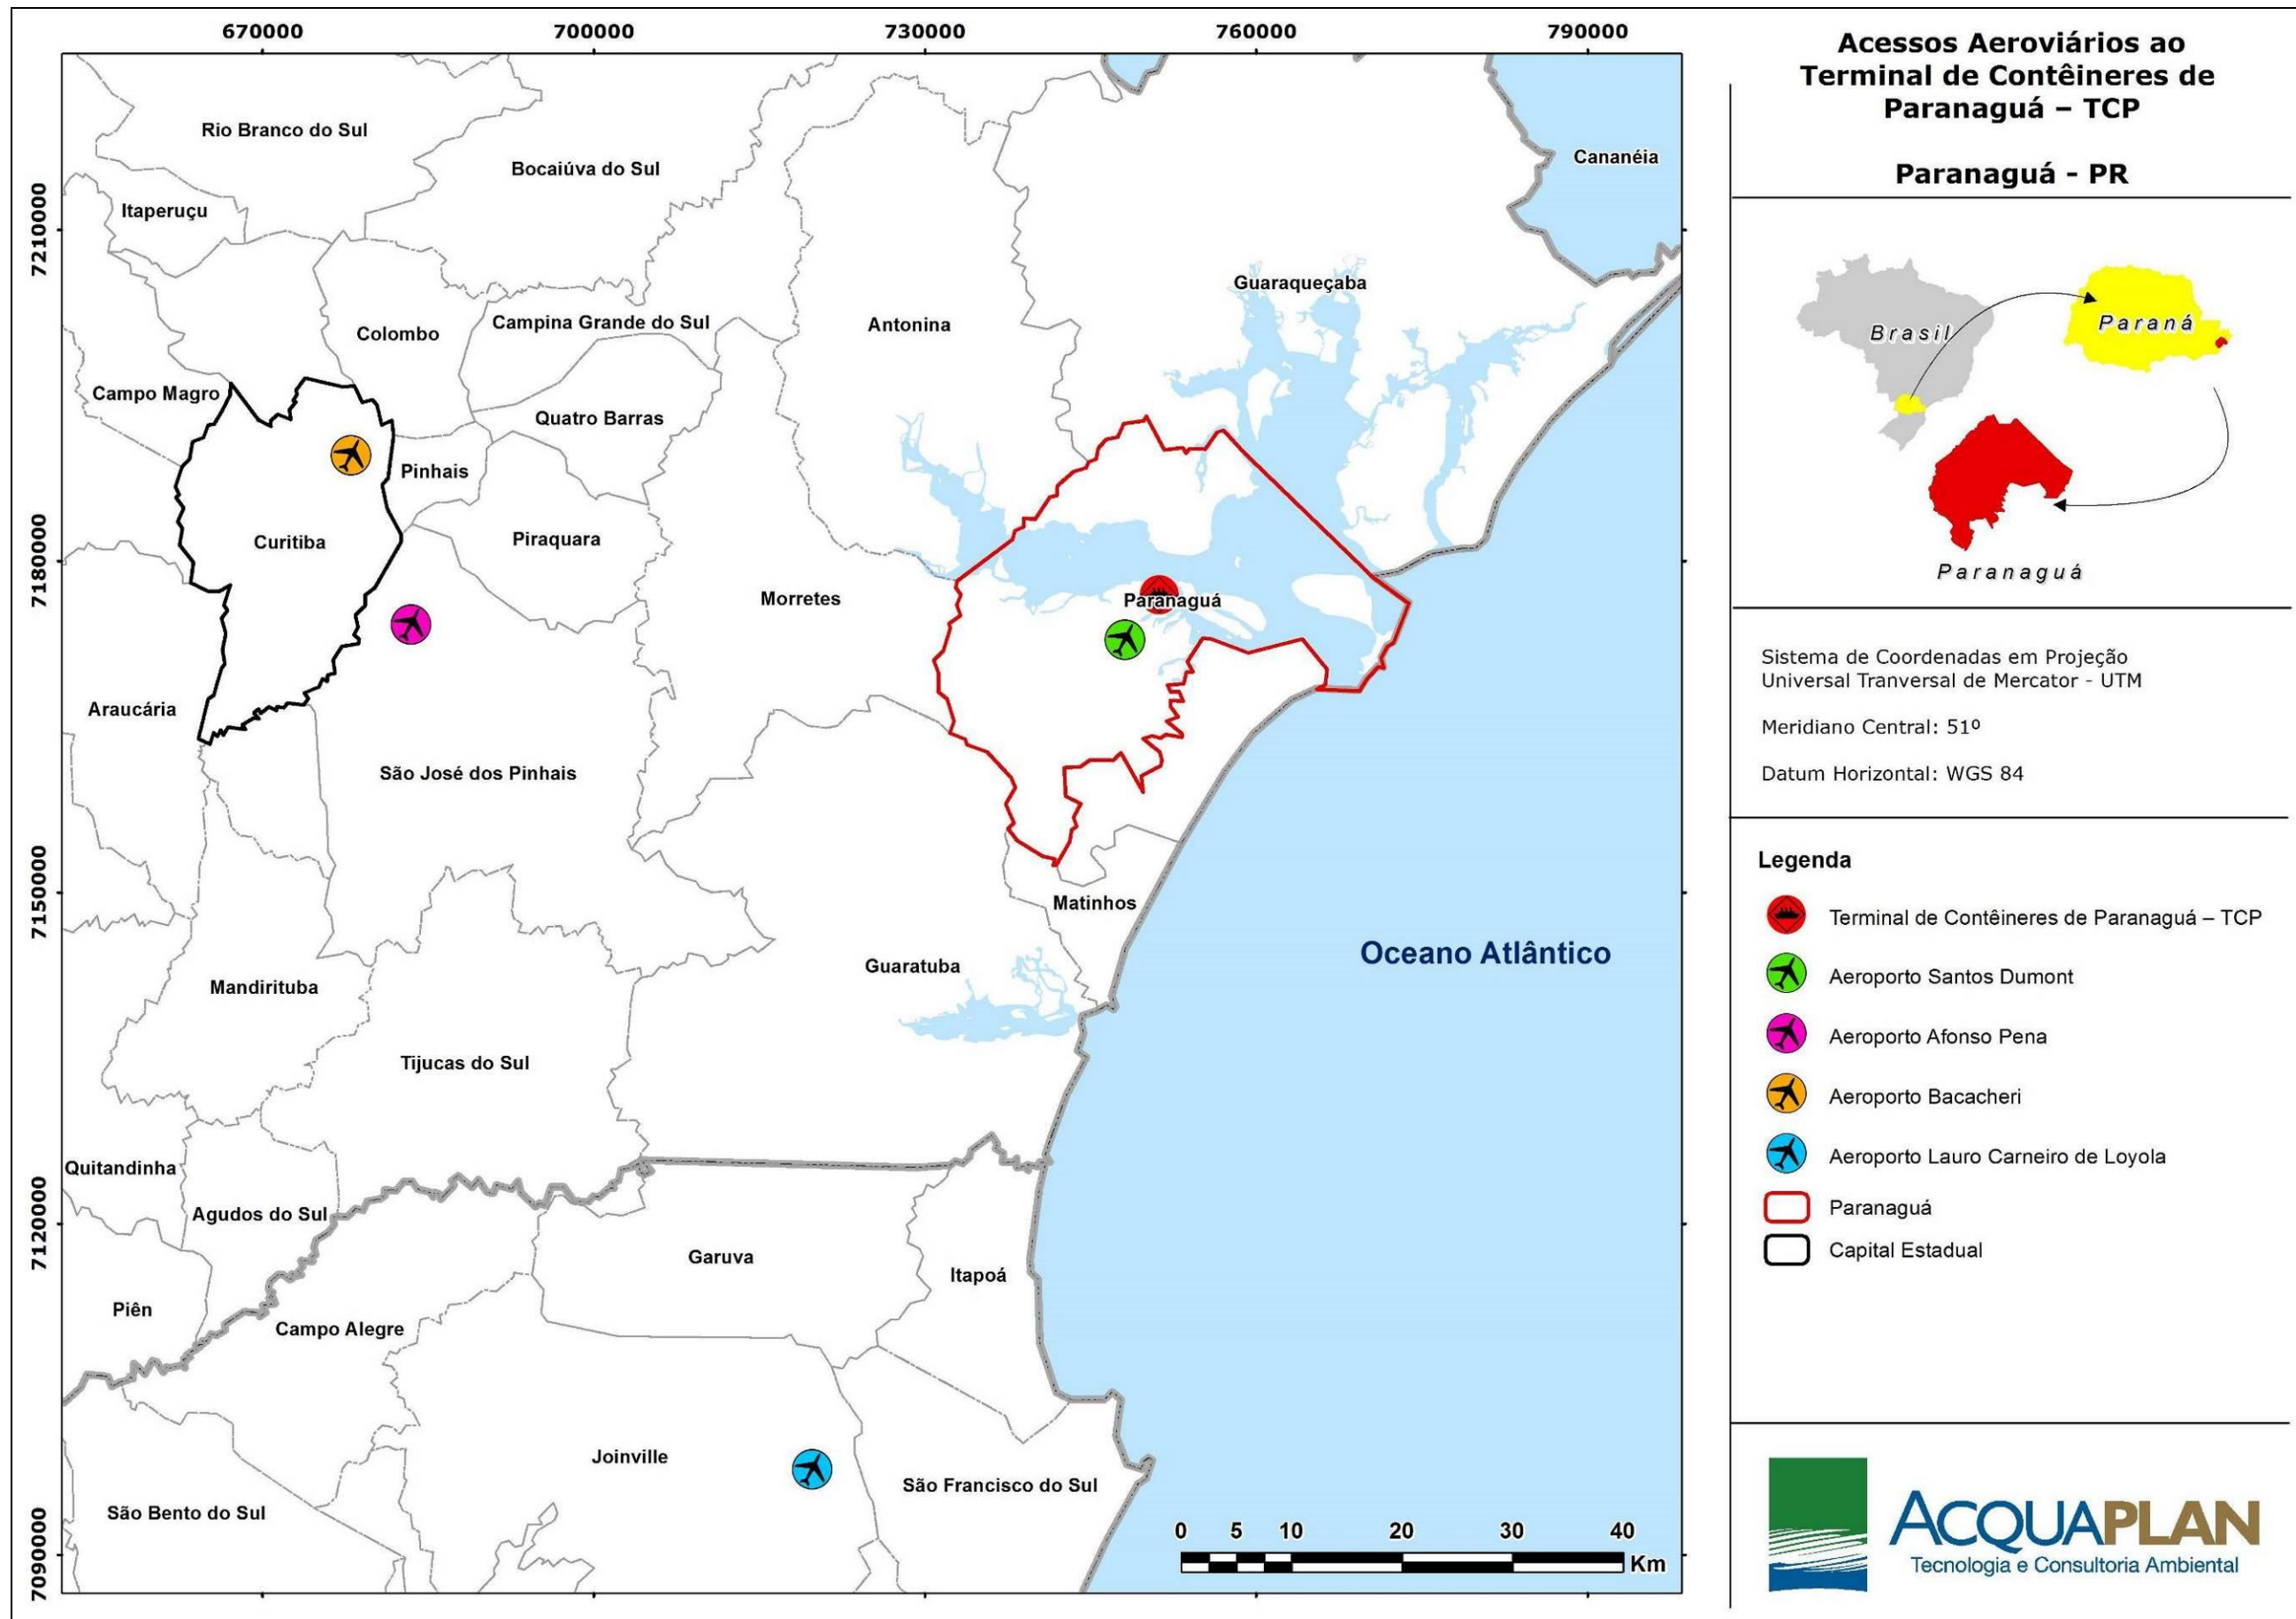 670000 700000 730000 760000 790000
7210000
7180000
7150000
7120000
7090000
Rio Branco do Sul
Bocaiúva do Sul
Cananéia
Itaperuçu
Guaraqueçaba
Campina Grande do Sul
Antonina
Colombo
Campo Magro
Quatro Barras
Pinhais
Curitiba
Piraquara
Morretes
Paranaguá
Araucária
São José dos Pinhais
Matinhos
Oceano Atlântico
Guaratuba
Mandirituba
Tijucas do Sul
Quitandinha
Agudos do Sul
Garuva
Itapoá
Piên
Campo Alegre
Joinville
São Francisco do Sul
São Bento do Sul
0 5 10 20 30 40
Km
Acessos Aeroviários ao
Terminal de Contêineres de
Paranaguá – TCP
Paranaguá - PR
Brasil
Paraná
Paranaguá
Sistema de Coordenadas em Projeção
Universal Tranversal de Mercator - UTM
Meridiano Central: 51º
Datum Horizontal: WGS 84
Legenda
Terminal de Contêineres de Paranaguá – TCP
Aeroporto Santos Dumont
Aeroporto Afonso Pena
Aeroporto Bacacheri
Aeroporto Lauro Carneiro de Loyola
Paranaguá
Capital Estadual
ACQUAPLAN
Tecnologia e Consultoria Ambiental